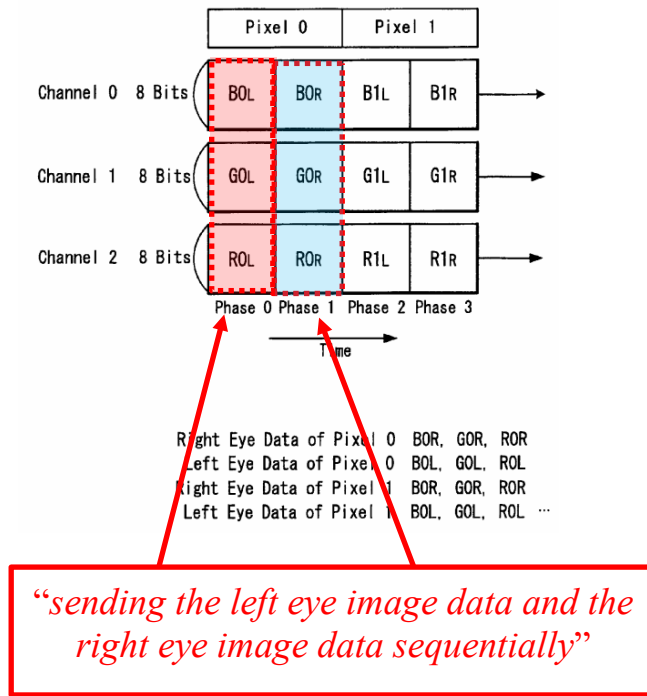 Pixel 0 Pixel 1
Channel 0 8 Bits B0L B0R B1L B1R
Channel 1 8 Bits G0L G0R G1L G1R
Channel 2 8 Bits R0L R0R R1L R1R
Phase 0 Phase 1 Phase 2 Phase 3
Time
Right Eye Data of Pixel 0 B0R, G0R, R0R
Left Eye Data of Pixel 0 B0L, G0L, R0L
Right Eye Data of Pixel 1 B0R, G0R, R0R
Left Eye Data of Pixel 1 B0L, G0L, R0L ···
“sending the left eye image data and the
right eye image data sequentially”